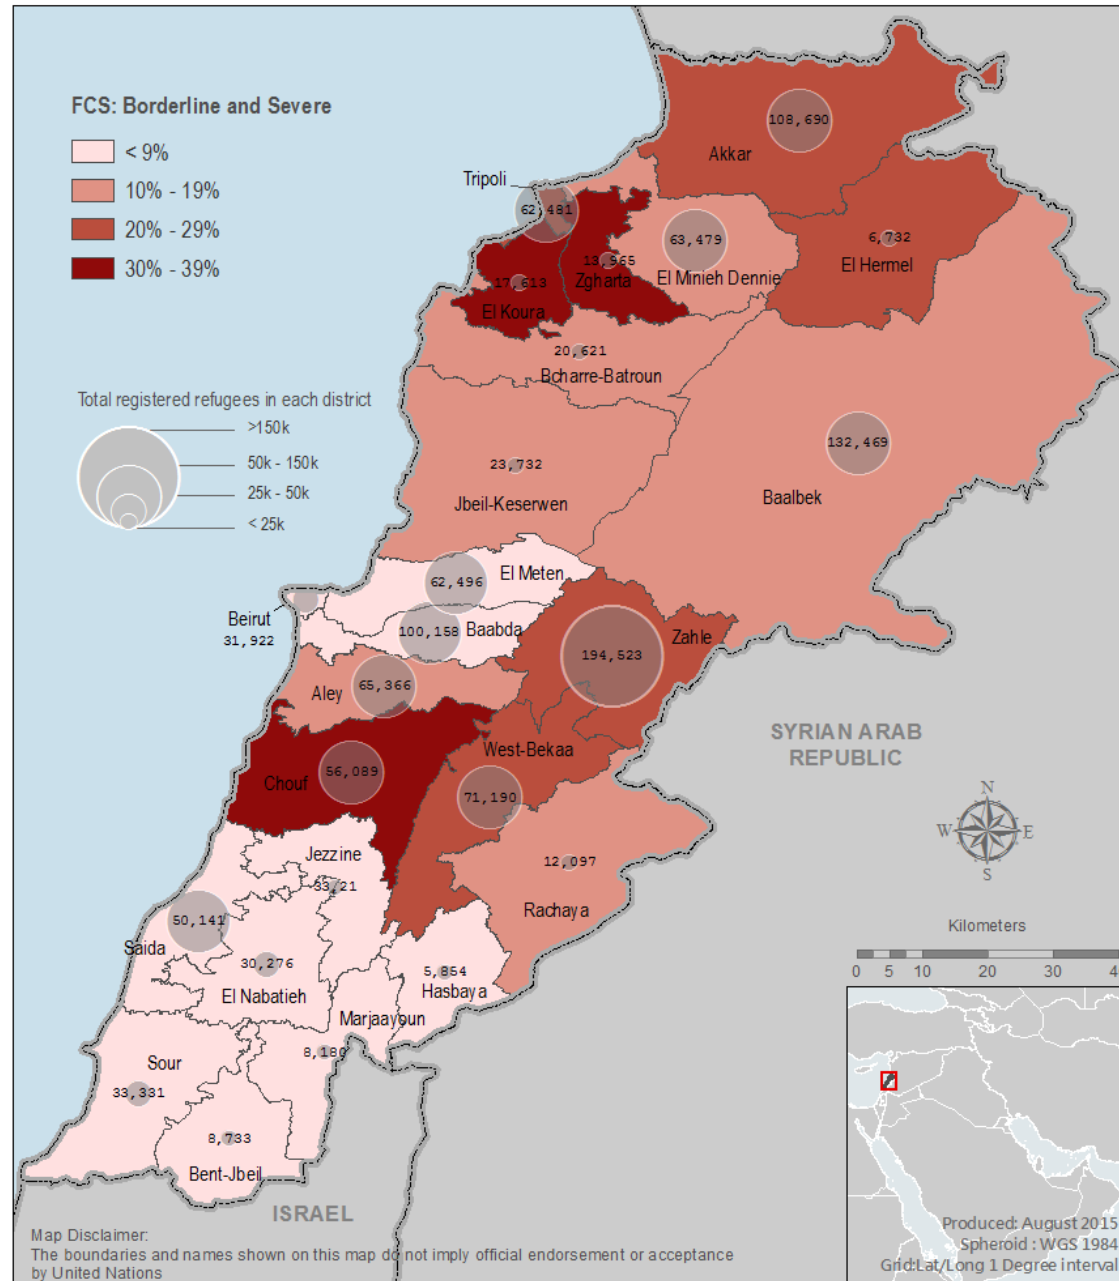 FCS: Borderline and Severe
< 9%
10% - 19%
20% - 29%
30% - 39%
Total registered refugees in each district
>150k
50k - 150k
25k - 50k
< 25k
108,690
Akkar
Tripoli
62,481
63,479
El Minieh Dennie
6,732
El Hermel
13,965
Zgharta
17,613
El Koura
20,621
Bcharre-Batroun
132,469
Baalbek
23,732
Jbeil-Keserwen
El Meten
62,496
Beirut
31,922
Baabda
100,158
Zahle
194,523
Aley
65,366
SYRIAN ARAB
REPUBLIC
West-Bekaa
71,190
Chouf
56,089
N
W
E
S
Jezzine
33,21
12,097
Rachaya
50,141
Saida
30,276
El Nabatieh
5,854
Hasbaya
Marjaayoun
8,180
Sour
33,331
8,733
Bent-Jbeil
Kilometers
0 5 10 20 30 4
ISRAEL
Map Disclaimer:
The boundaries and names shown on this map do not imply official endorsement or acceptance
by United Nations
Produced: August 2015
Spheroid : WGS 1984
Grid:Lat/Long 1 Degree interval